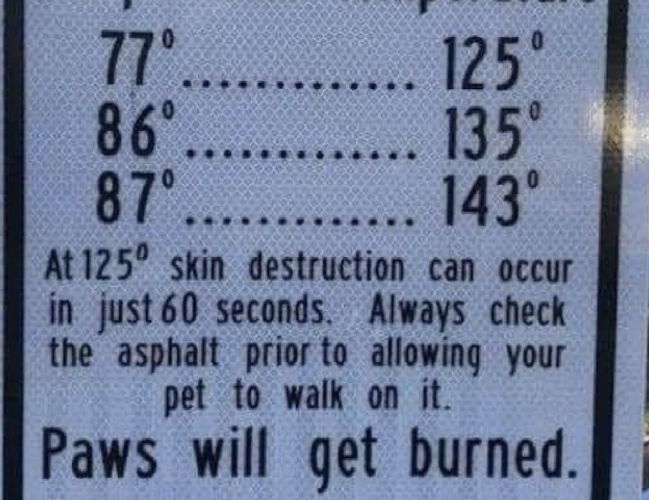 77° ............. 125°
86° ............. 135°
87° ............. 143°
At 125° skin destruction can occur
in just 60 seconds. Always check
the asphalt prior to allowing your
pet to walk on it.
Paws will get burned.